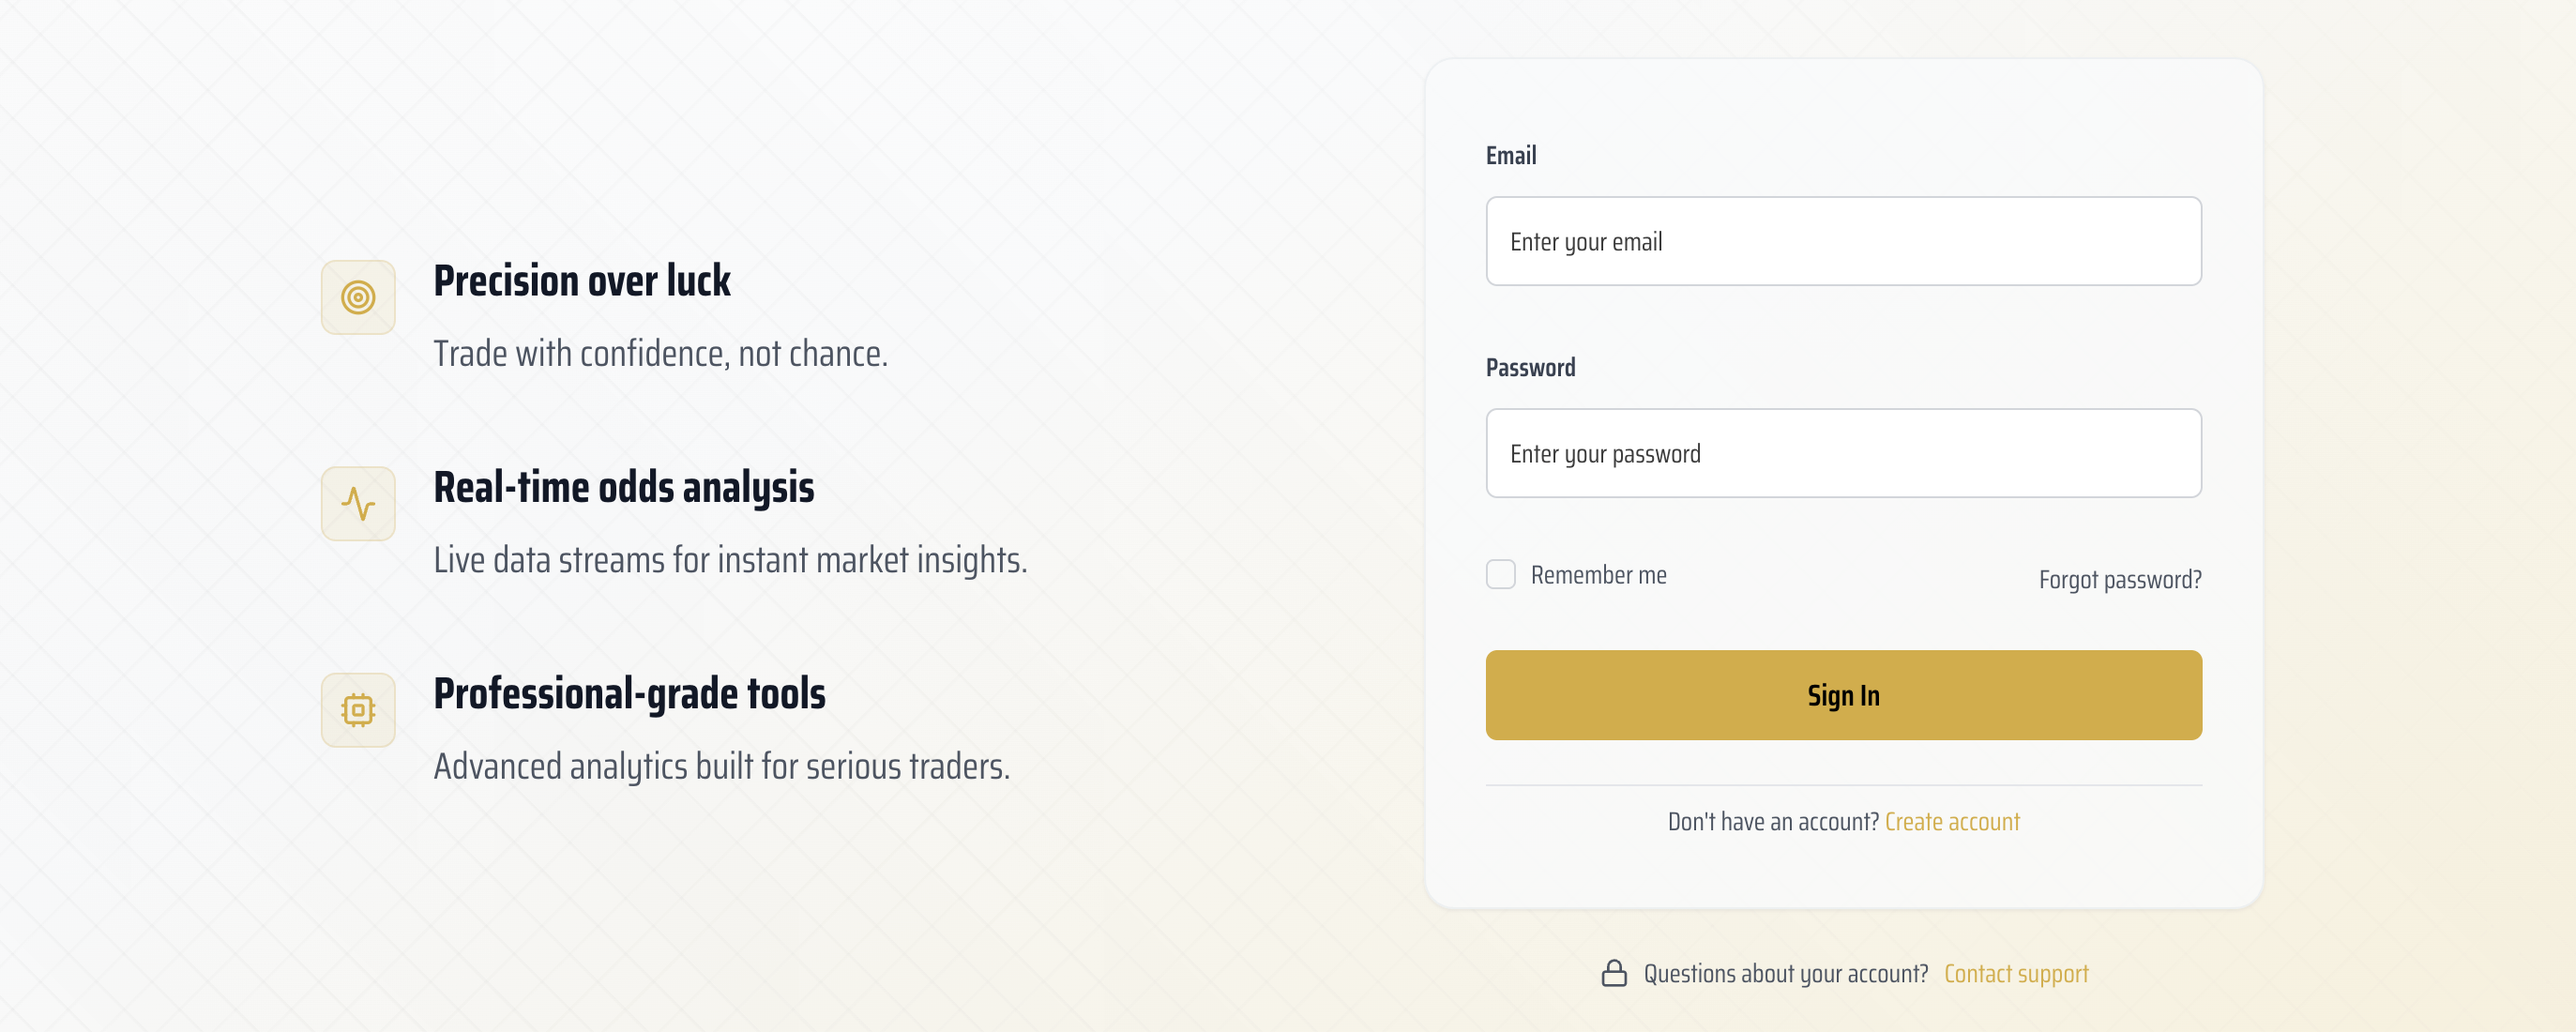 Precision over luck
Trade with confidence, not chance.
Real-time odds analysis
Live data streams for instant market insights.
Professional-grade tools
Advanced analytics built for serious traders.
Email
Enter your email
Password
Enter your password
Remember me
Forgot password?
Sign In
Don't have an account? Create account
Questions about your account? Contact support